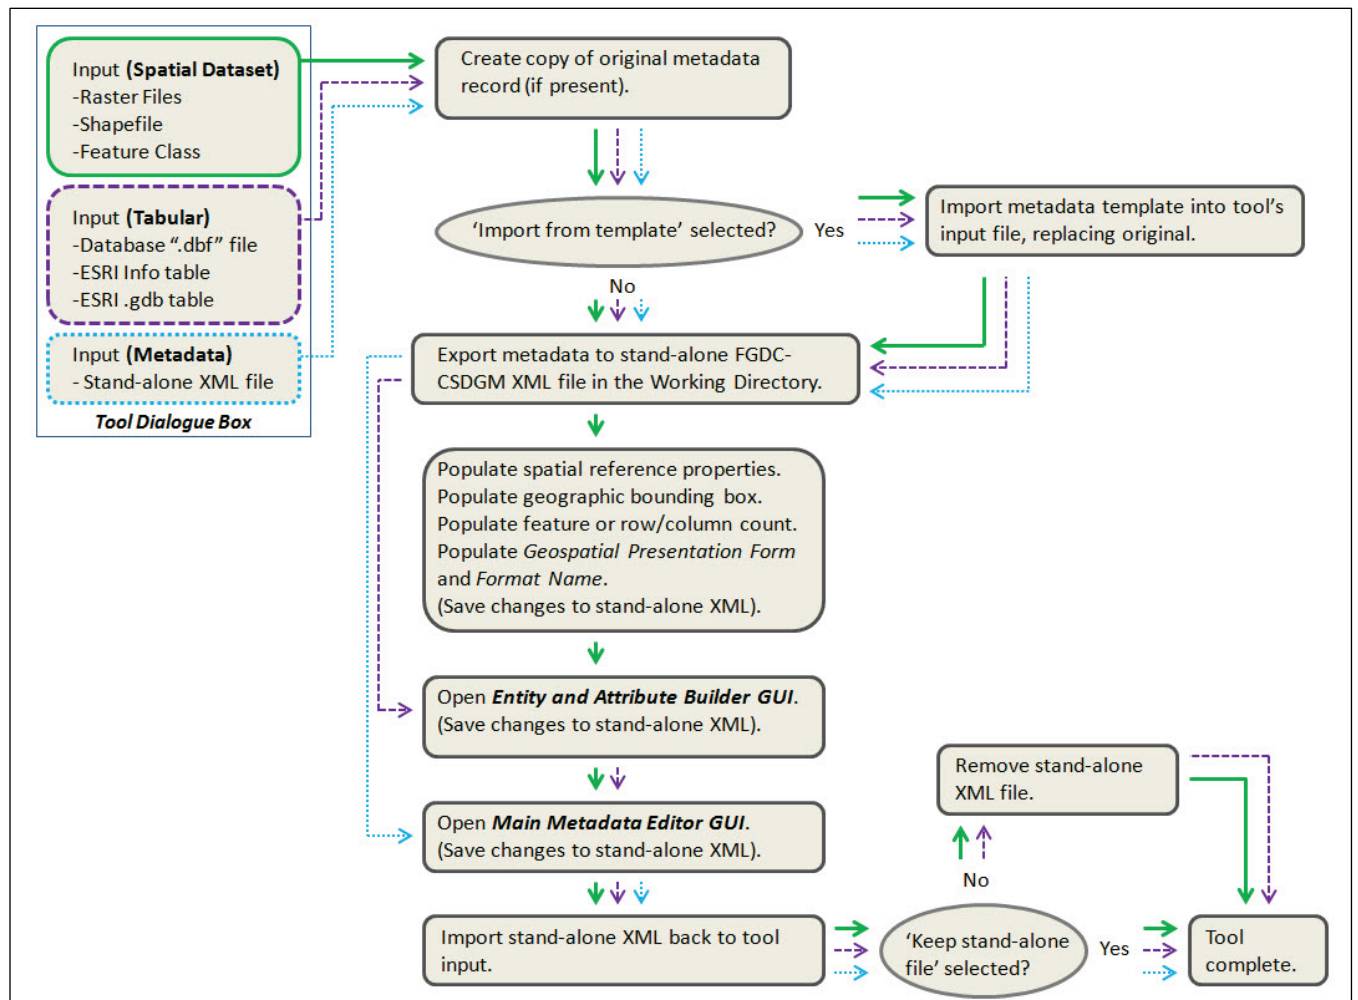 Input (Spatial Dataset)
-Raster Files
-Shapefile
-Feature Class
Input (Tabular)
-Database “.dbf” file
-ESRI Info table
-ESRI .gdb table
Input (Metadata)
- Stand-alone XML file
Tool Dialogue Box
Create copy of original metadata
record (if present).
‘Import from template’ selected?
Yes
Import metadata template into tool’s
input file, replacing original.
No
Export metadata to stand-alone FGDC-
CSDGM XML file in the Working Directory.
Populate spatial reference properties.
Populate geographic bounding box.
Populate feature or row/column count.
Populate Geospatial Presentation Form
and Format Name.
(Save changes to stand-alone XML).
Open Entity and Attribute Builder GUI.
(Save changes to stand-alone XML).
Open Main Metadata Editor GUI.
(Save changes to stand-alone XML).
Import stand-alone XML back to tool
input.
‘Keep stand-alone
file’ selected?
No
Remove stand-alone
XML file.
Yes
Tool
complete.